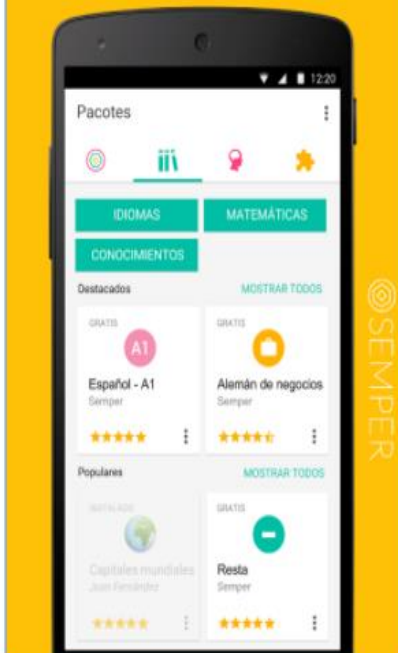 12:20
Pacotes
IDIOMAS
MATEMÁTICAS
CONOCIMIENTOS
Destacados
MOSTRAR TODOS
GRATIS
A1
Español - A1
Semper
GRATIS
Alemán de negocios
Semper
Populares
MOSTRAR TODOS
INSTALADO
Capitales mundiales
Juan Fernández
GRATIS
Resta
Semper
SEMPER